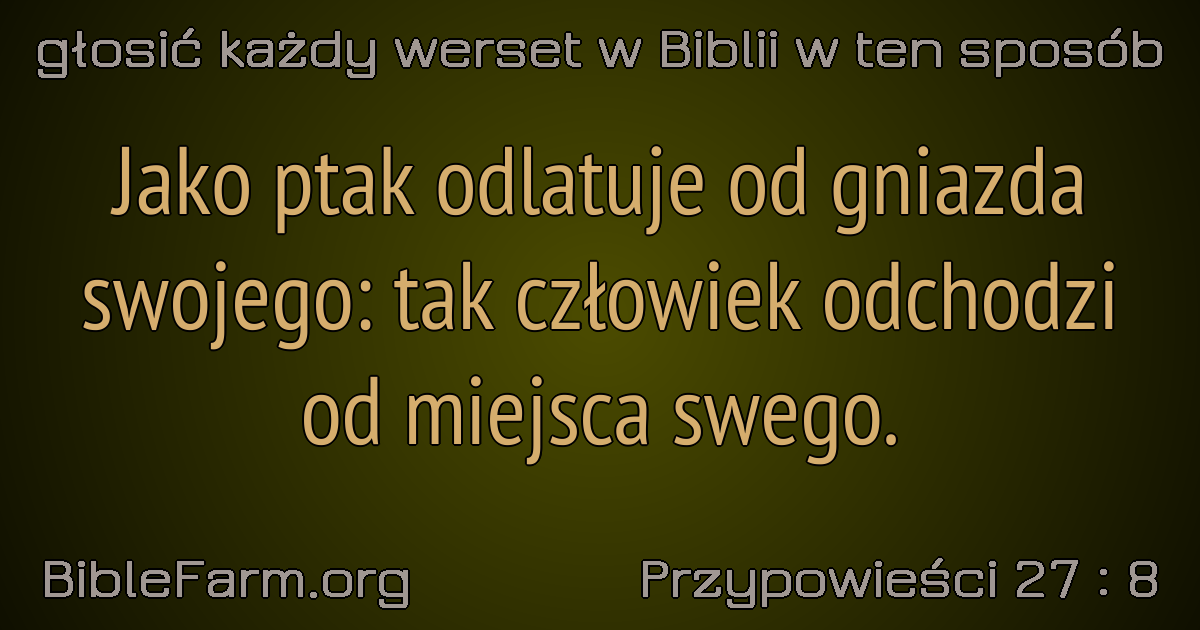 głosić każdy werset w Biblii w ten sposób
Jako ptak odlatuje od gniazda
swojego: tak człowiek odchodzi
od miejsca swego.
BibleFarm.org
Przypowieści 27 : 8